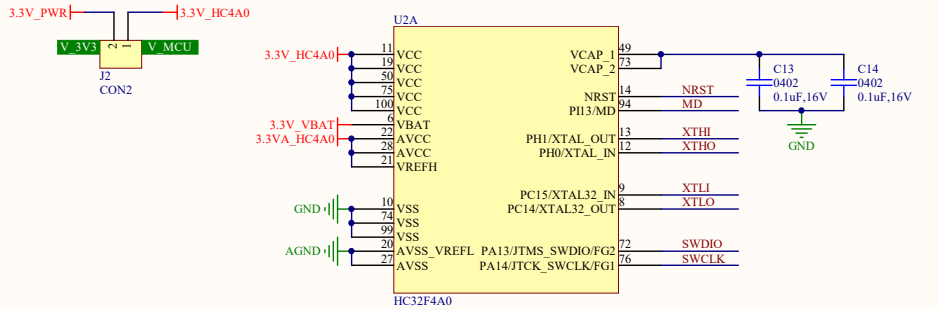 3.3V_PWR
3.3V_HC4A0
V_3V3
2
1
V_MCU
J2
CON2
U2A
3.3V_HC4A0
11 VCC
19 VCC
50 VCC
75 VCC
100 VCC
3.3V_VBAT
6 VBAT
3.3VA_HC4A0
22 AVCC
28 AVCC
21 VREFH
GND
10 VSS
74 VSS
99 VSS
AGND
20 AVSS_VREFL
27 AVSS
VCAP_1 49
VCAP_2 73
NRST 14 NRST
PI13/MD 94 MD
PH1/XTAL_OUT 13 XTHI
PH0/XTAL_IN 12 XTHO
PC15/XTAL32_IN 9 XTLI
PC14/XTAL32_OUT 8 XTLO
PA13/JTMS_SWDIO/FG2 72 SWDIO
PA14/JTCK_SWCLK/FG1 76 SWCLK
HC32F4A0
C13
0402
0.1uF,16V
C14
0402
0.1uF,16V
GND